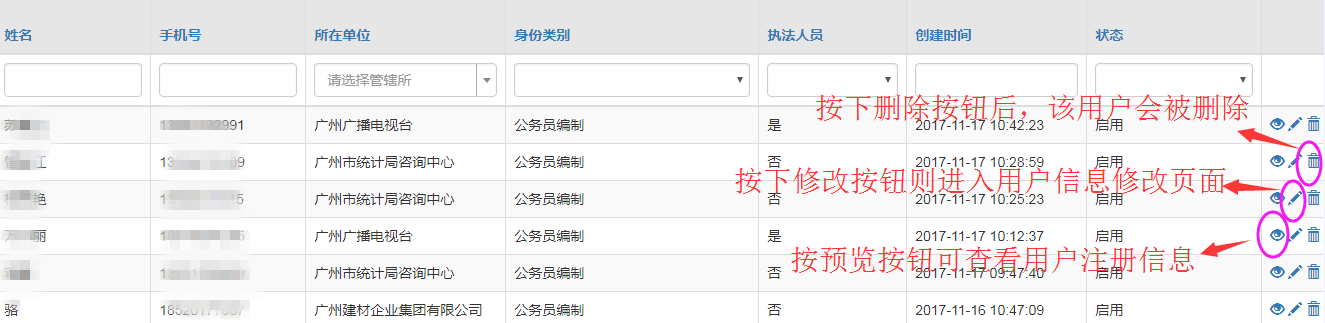 姓名 手机号 所在单位 身份类别 执法人员 创建时间 状态
请选择管辖所
按下删除按钮后，该用户会被删除
991 广州广播电视台 公务员编制 是 2017-11-17 10:42:23 启用
江 13 09 广州市统计局咨询中心 公务员编制 否 2017-11-17 10:28:59 启用
按下修改按钮则进入用户信息修改页面
艳 15 广州市统计局咨询中心 公务员编制 否 2017-11-17 10:25:23 启用
丽 广州广播电视台 公务员编制 是 2017-11-17 10:12:37 启用
按预览按钮可查看用户注册信息
广州市统计局咨询中心 公务员编制 否 2017-11-17 09:47:40 启用
骆 广州建材企业集团有限公司 公务员编制 否 2017-11-16 10:47:09 启用